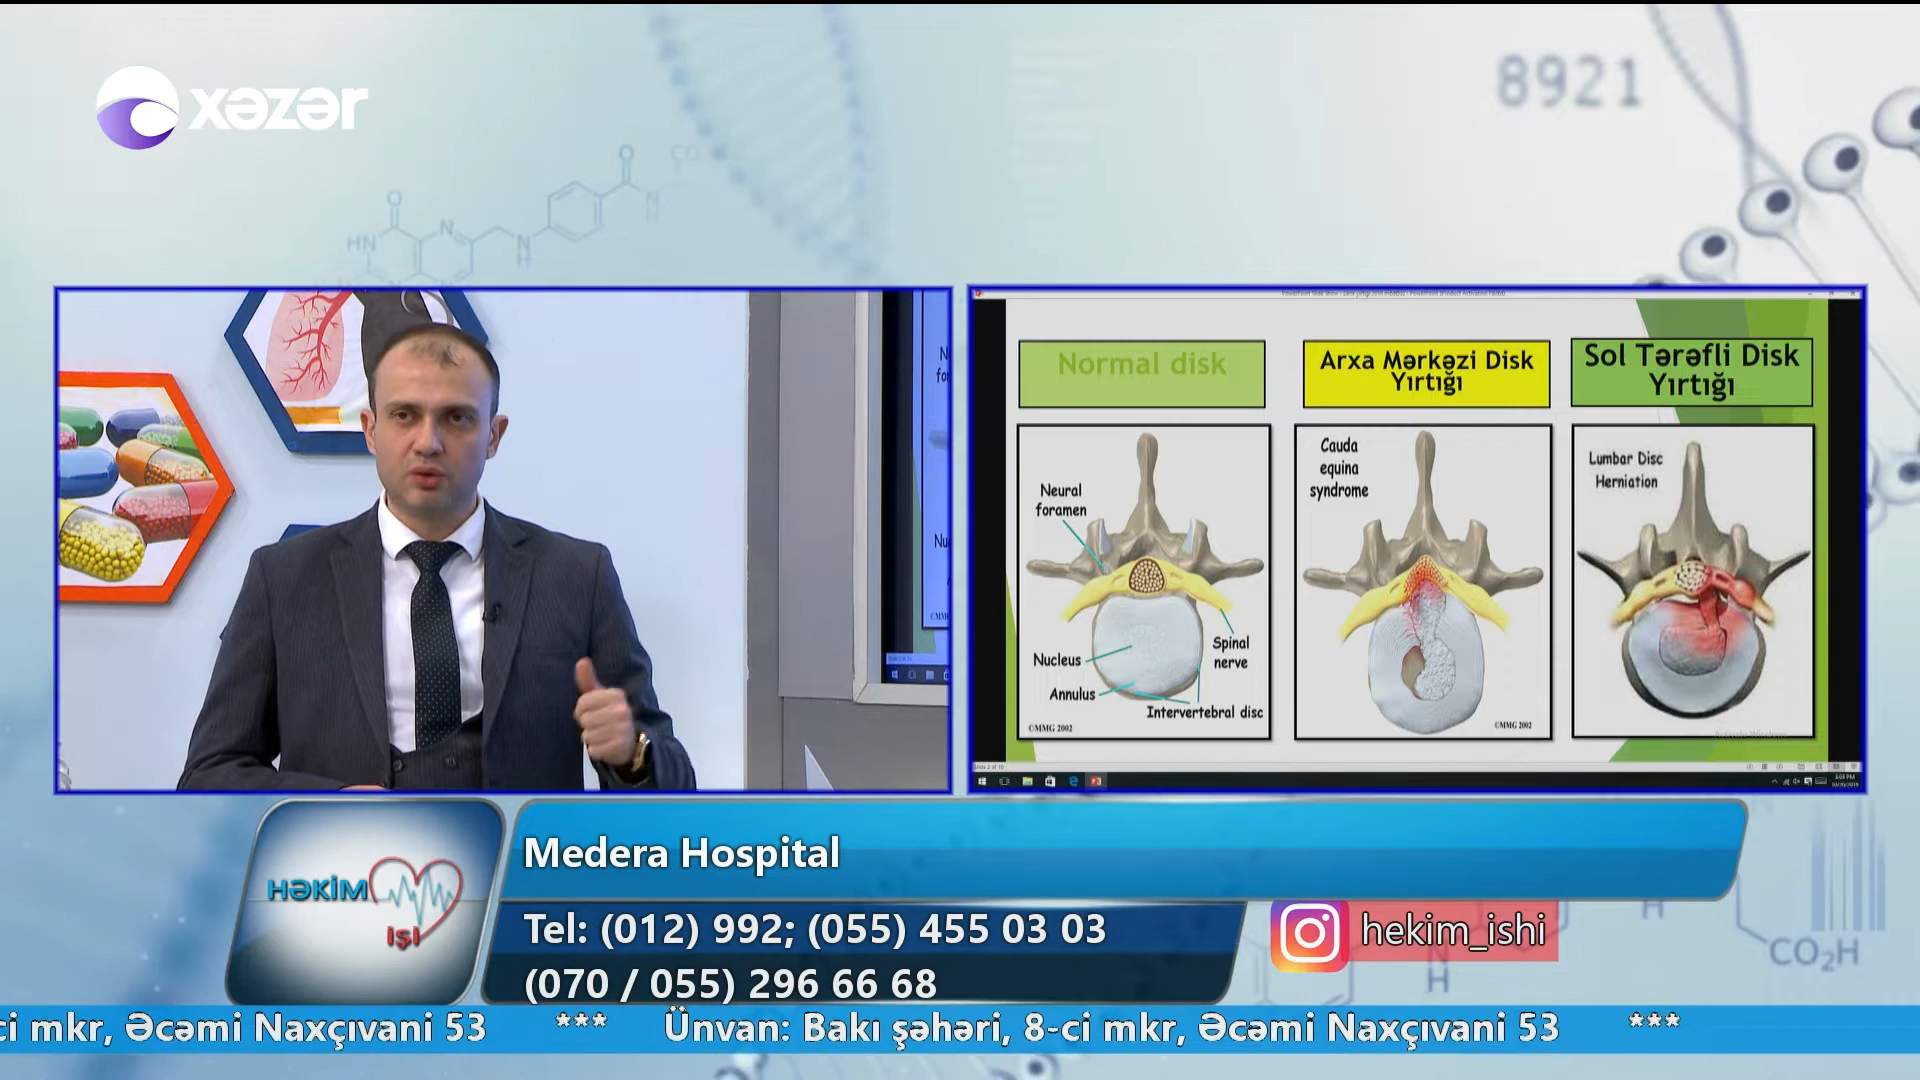 xəzər
8921
CO
O
O
HN
N
N
H
N
H
Normal disk
Arxa Mərkəzi Disk
Yırtığı
Sol Tərəfli Disk
Yırtığı
Neural
foramen
Nucleus
Annulus
Spinal
nerve
Intervertebral disc
©MMG 2002
Cauda
equina
syndrome
©MMG 2002
Lumbar Disc
Herniation
HƏKİM
İŞİ
Medera Hospital
Tel: (012) 992; (055) 455 03 03
(070 / 055) 296 66 68
hekim_ishi
H
N
H
CO₂H
ci mkr, Əcəmi Naxçıvani 53 *** Ünvan: Bakı şəhəri, 8-ci mkr, Əcəmi Naxçıvani 53 ***